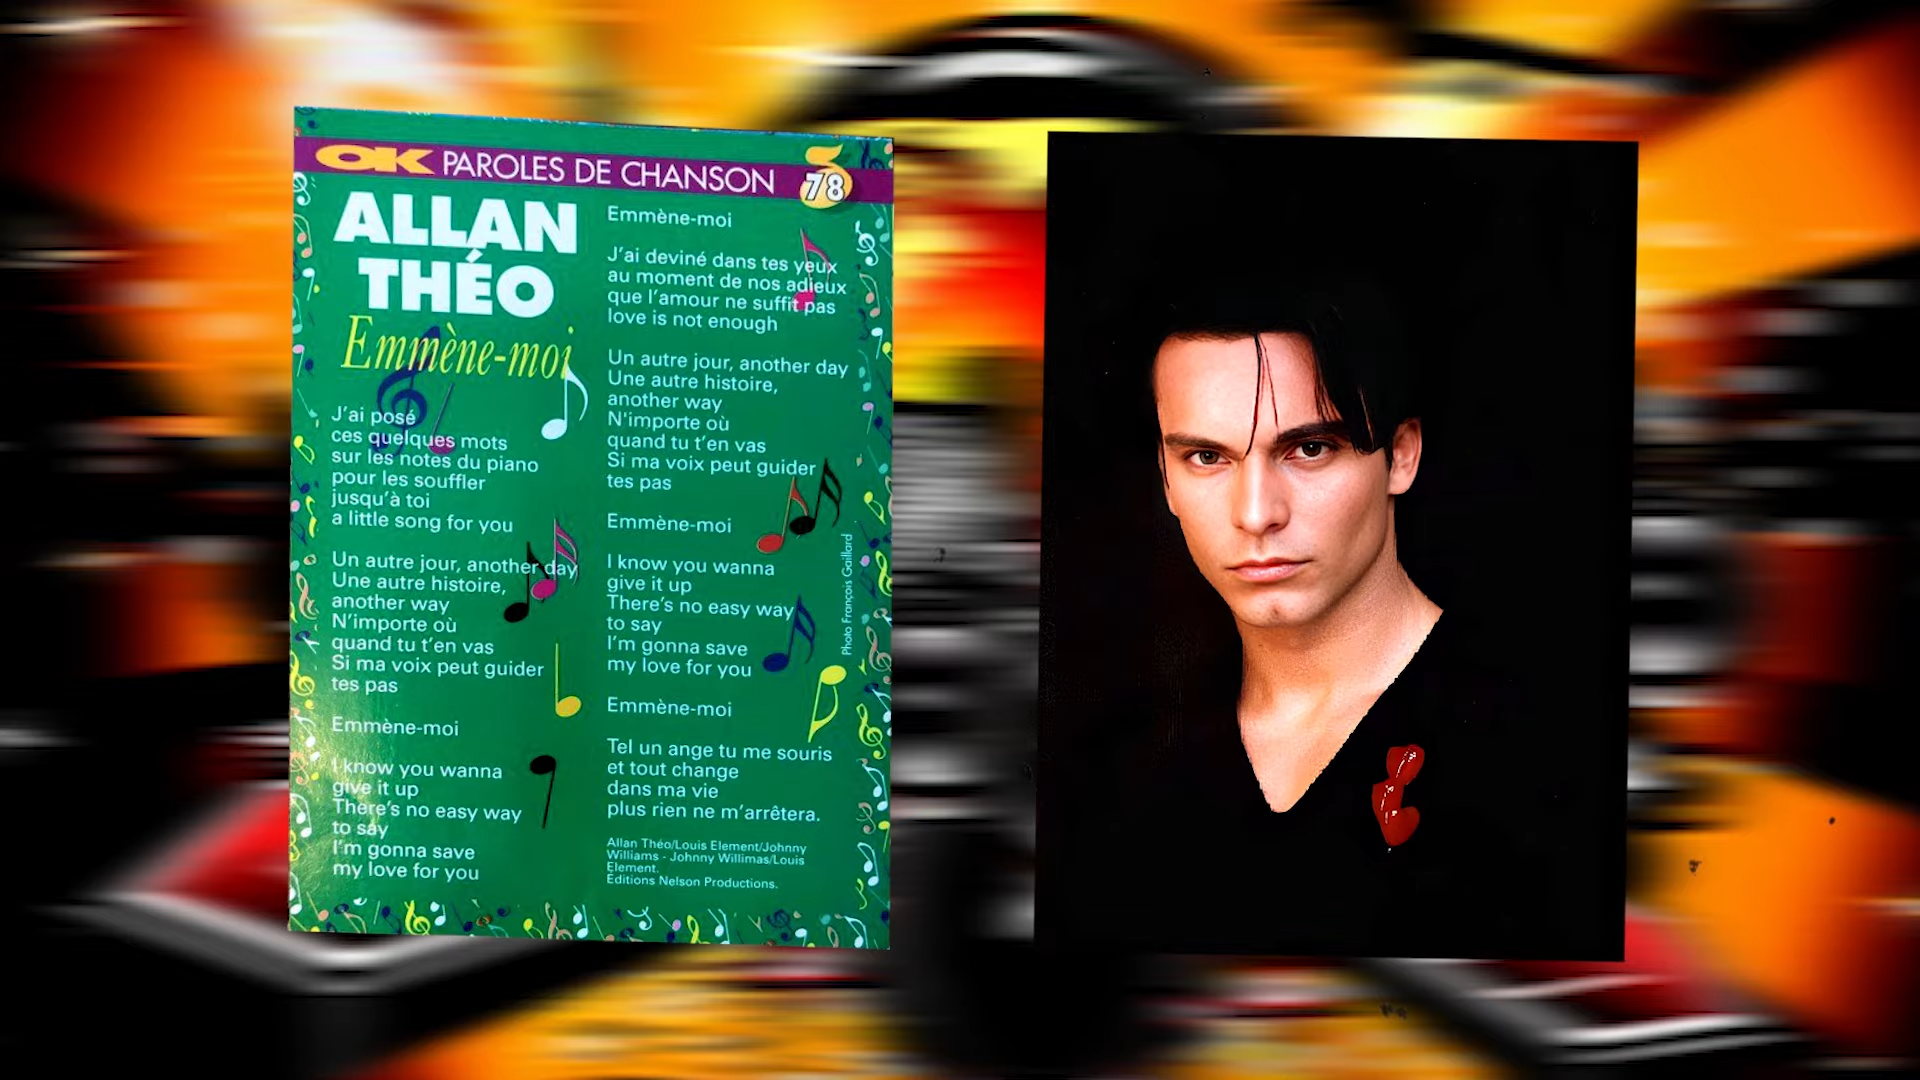 OK PAROLES DE CHANSON
78
ALLAN
THÉO
Emmène-moi
J'ai posé
ces quelques mots
sur les notes du piano
pour les souffler
jusqu'à toi
a little song for you
Un autre jour, another day
Une autre histoire,
another way
N'importe où
quand tu t'en vas
Si ma voix peut guider
tes pas
Emmène-moi
I know you wanna
give it up
There's no easy way
to say
I'm gonna save
my love for you
Emmène-moi
J'ai deviné dans tes yeux
au moment de nos adieux
que l'amour ne suffit pas
love is not enough
Un autre jour, another day
Une autre histoire,
another way
N'importe où
quand tu t'en vas
Si ma voix peut guider
tes pas
Emmène-moi
I know you wanna
give it up
There's no easy way
to say
I'm gonna save
my love for you
Emmène-moi
Tel un ange tu me souris
et tout change
dans ma vie
plus rien ne m'arrêtera.
Allan Théo/Louis Element/Johnny
Williams - Johnny Willimas/Louis
Element.
Éditions Nelson Productions.
Photo François Gaillard